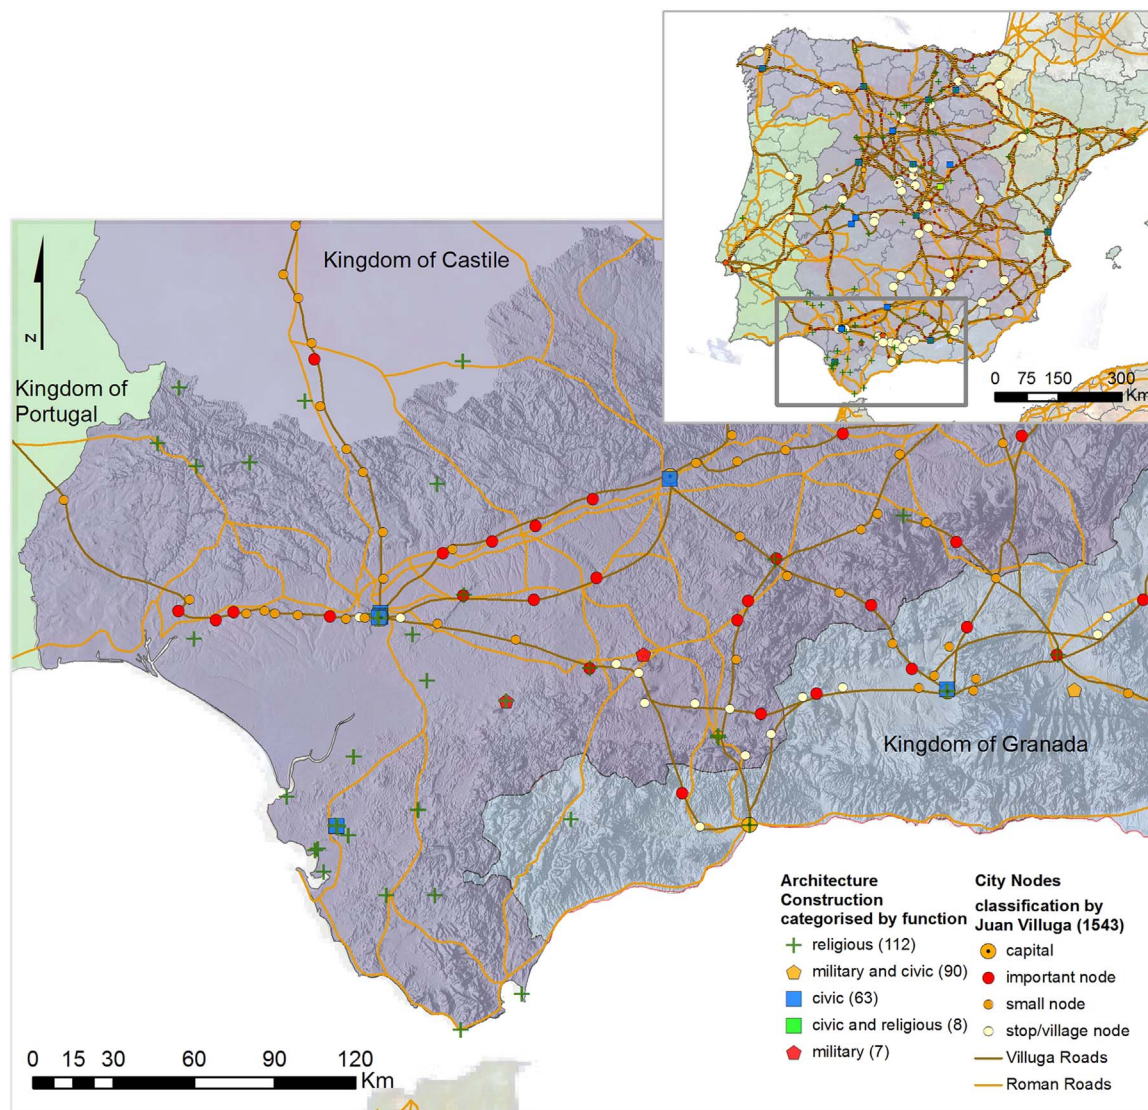 0 75 150 300
Km
Kingdom of Castile
N
Kingdom of
Portugal
Kingdom of Granada
Architecture
Construction
categorised by function
religious (112)
military and civic (90)
civic (63)
civic and religious (8)
military (7)
City Nodes
classification by
Juan Villuga (1543)
capital
important node
small node
stop/village node
Villuga Roads
Roman Roads
0 15 30 60 90 120
Km